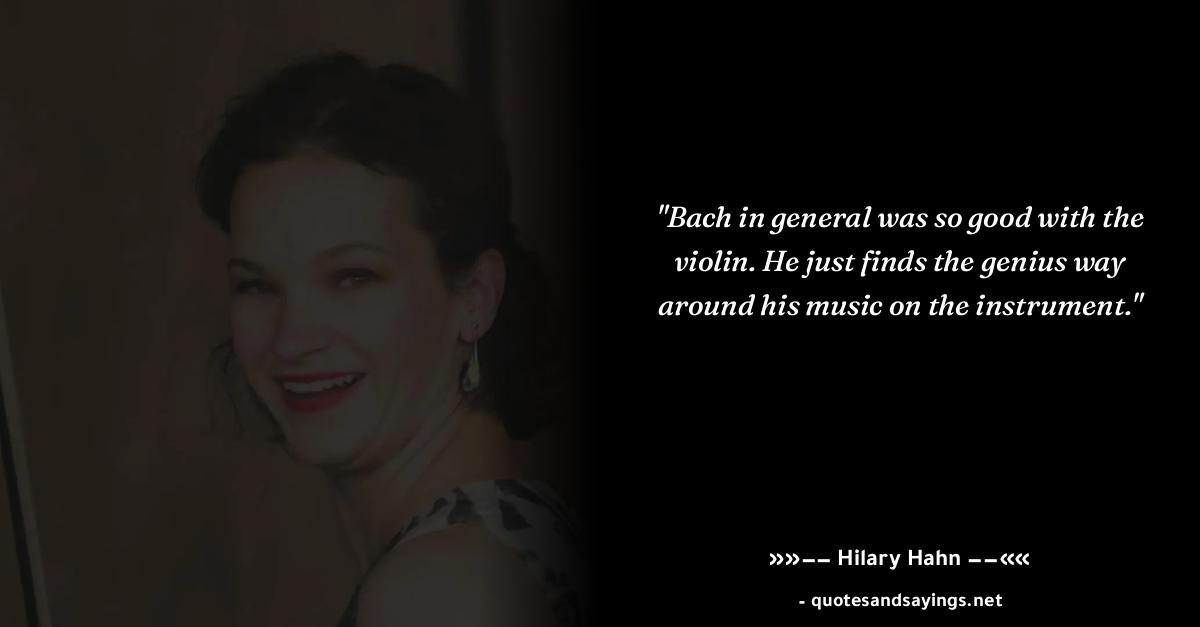 "Bach in general was so good with the
violin. He just finds the genius way
around his music on the instrument."
»»−− Hilary Hahn −−««
- quotesandsayings.net